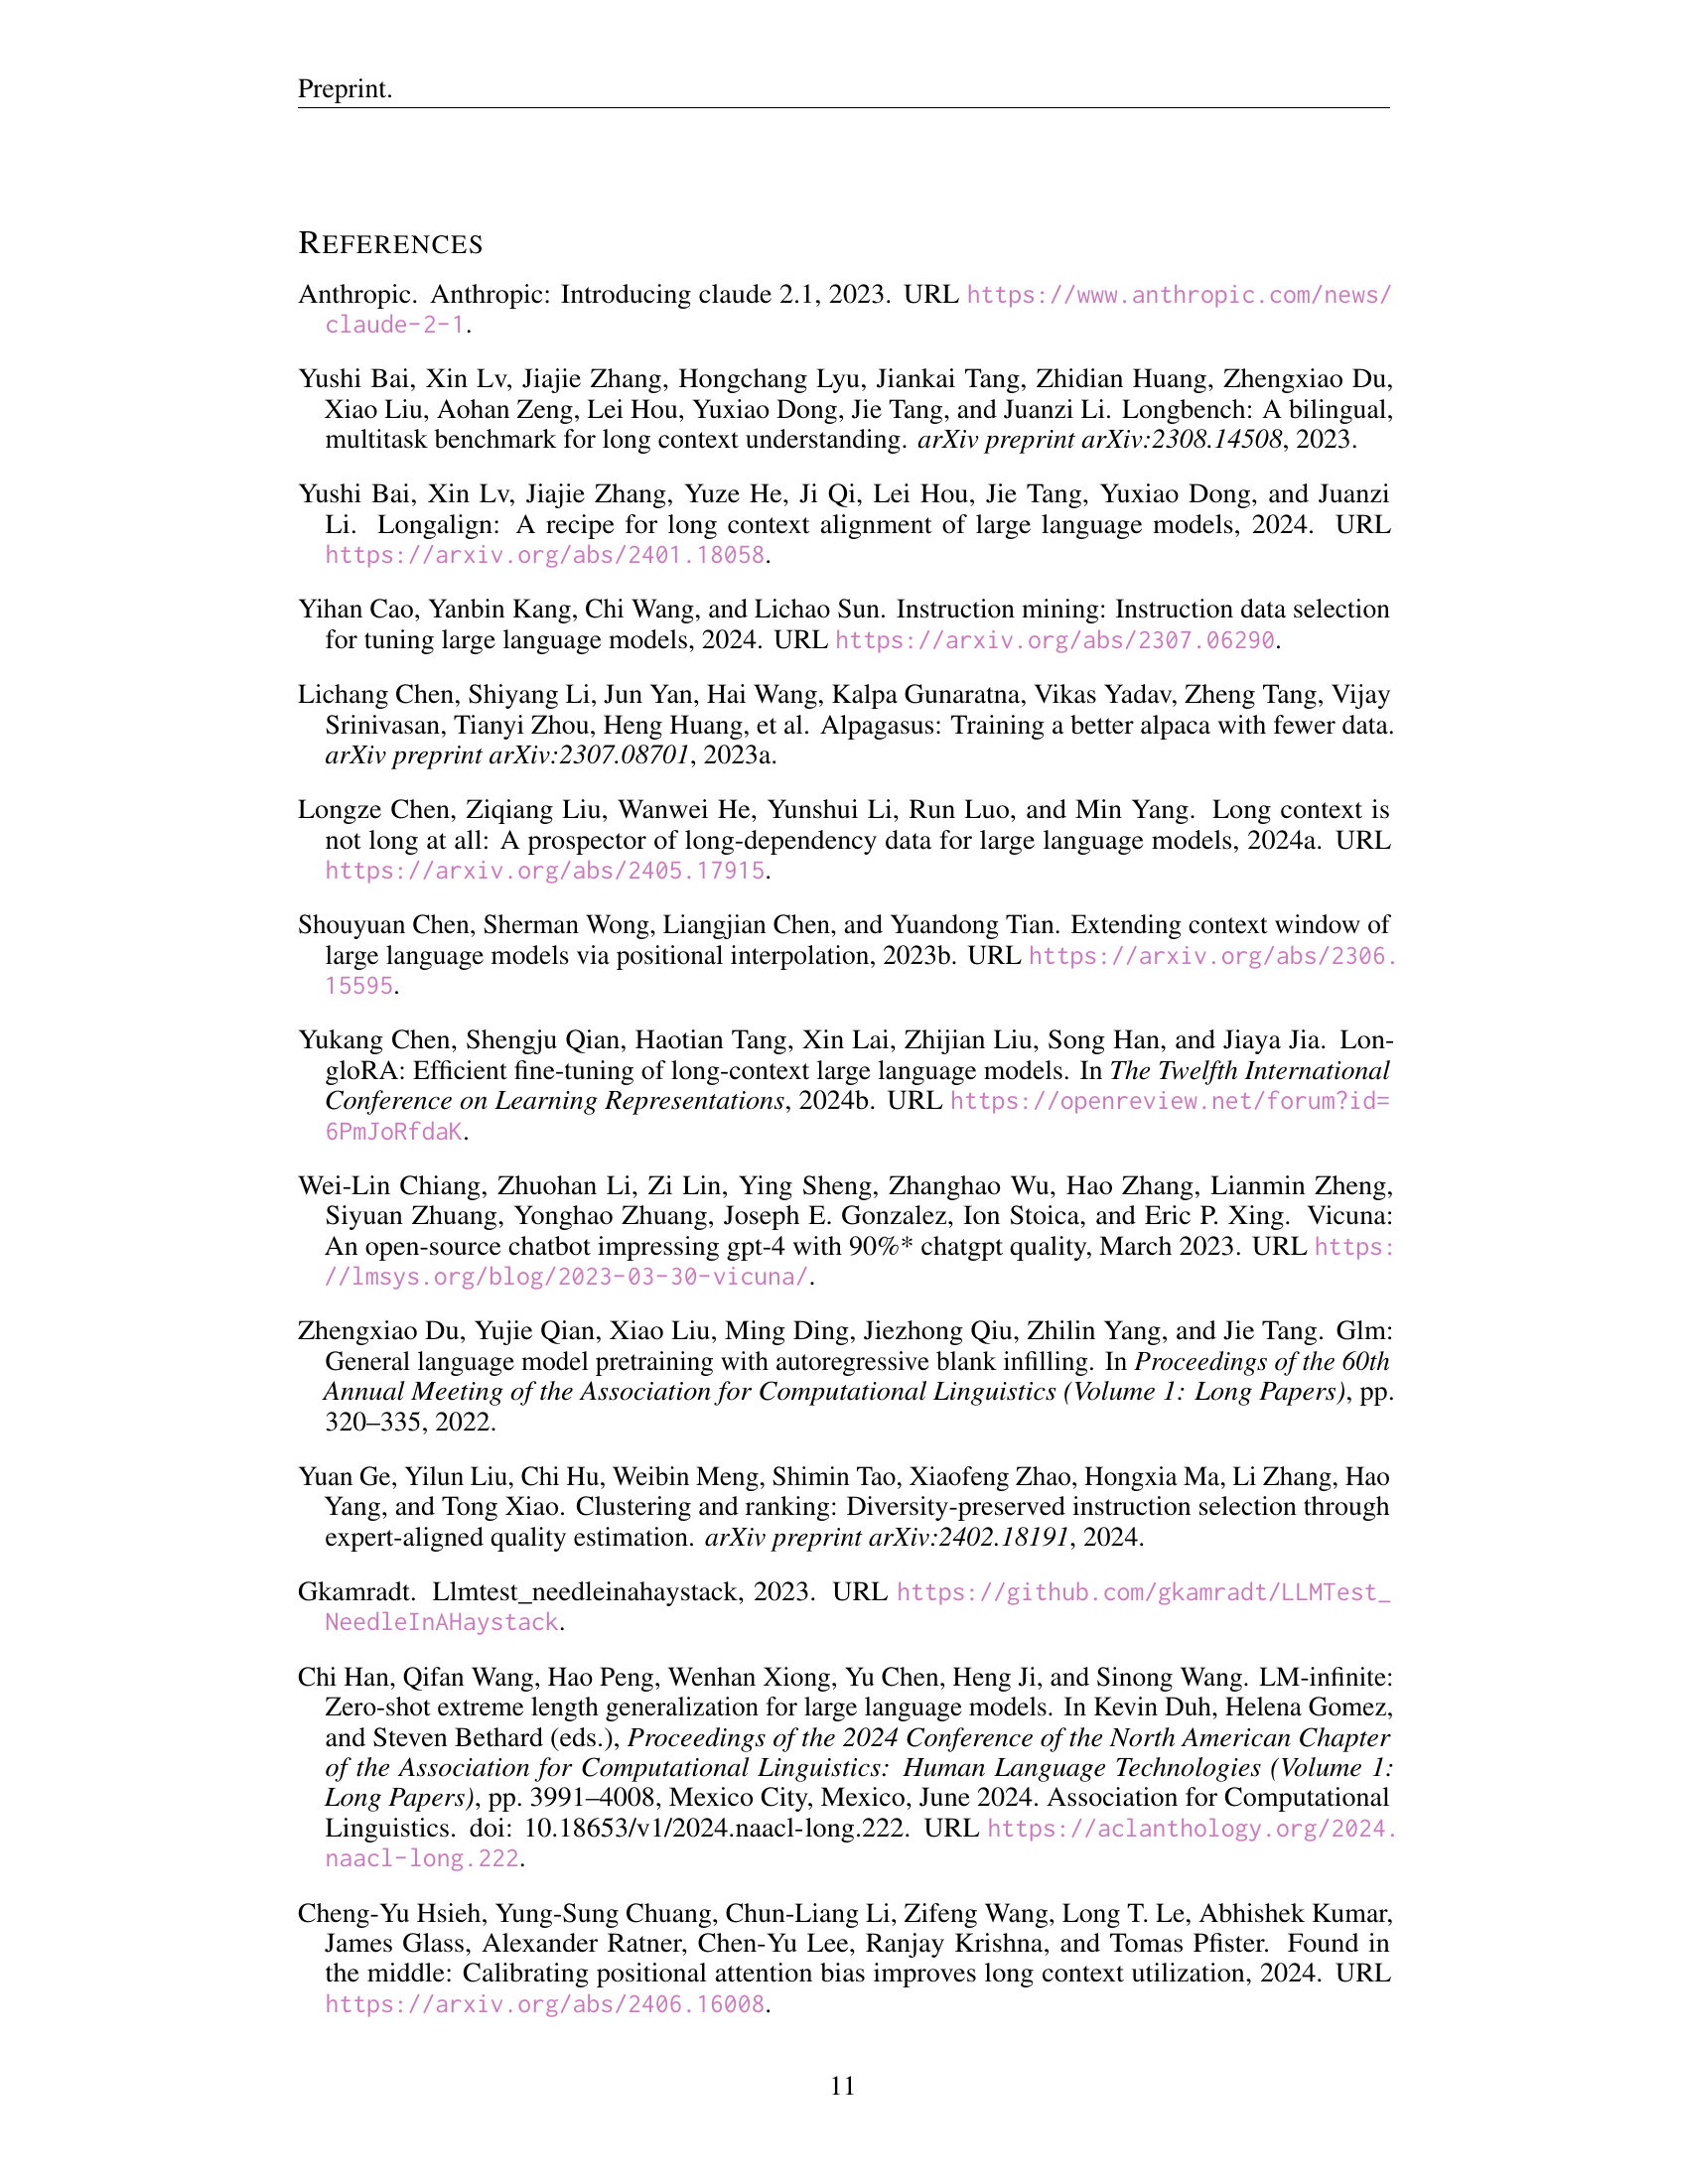 Preprint.
REFERENCES
Anthropic. Anthropic: Introducing claude 2.1, 2023. URL https://www.anthropic.com/news/
claude-2-1.
Yushi Bai, Xin Lv, Jiajie Zhang, Hongchang Lyu, Jiankai Tang, Zhidian Huang, Zhengxiao Du,
Xiao Liu, Aohan Zeng, Lei Hou, Yuxiao Dong, Jie Tang, and Juanzi Li. Longbench: A bilingual,
multitask benchmark for long context understanding. arXiv preprint arXiv:2308.14508, 2023.
Yushi Bai, Xin Lv, Jiajie Zhang, Yuze He, Ji Qi, Lei Hou, Jie Tang, Yuxiao Dong, and Juanzi
Li. Longalign: A recipe for long context alignment of large language models, 2024. URL
https://arxiv.org/abs/2401.18058.
Yihan Cao, Yanbin Kang, Chi Wang, and Lichao Sun. Instruction mining: Instruction data selection
for tuning large language models, 2024. URL https://arxiv.org/abs/2307.06290.
Lichang Chen, Shiyang Li, Jun Yan, Hai Wang, Kalpa Gunaratna, Vikas Yadav, Zheng Tang, Vijay
Srinivasan, Tianyi Zhou, Heng Huang, et al. Alpagasus: Training a better alpaca with fewer data.
arXiv preprint arXiv:2307.08701, 2023a.
Longze Chen, Ziqiang Liu, Wanwei He, Yunshui Li, Run Luo, and Min Yang. Long context is
not long at all: A prospector of long-dependency data for large language models, 2024a. URL
https://arxiv.org/abs/2405.17915.
Shouyuan Chen, Sherman Wong, Liangjian Chen, and Yuandong Tian. Extending context window of
large language models via positional interpolation, 2023b. URL https://arxiv.org/abs/2306.
15595.
Yukang Chen, Shengju Qian, Haotian Tang, Xin Lai, Zhijian Liu, Song Han, and Jiaya Jia. Lon-
gloRA: Efficient fine-tuning of long-context large language models. In The Twelfth International
Conference on Learning Representations, 2024b. URL https://openreview.net/forum?id=
6PmJoRfdaK.
Wei-Lin Chiang, Zhuohan Li, Zi Lin, Ying Sheng, Zhanghao Wu, Hao Zhang, Lianmin Zheng,
Siyuan Zhuang, Yonghao Zhuang, Joseph E. Gonzalez, Ion Stoica, and Eric P. Xing. Vicuna:
An open-source chatbot impressing gpt-4 with 90%* chatgpt quality, March 2023. URL https:
//lmsys.org/blog/2023-03-30-vicuna/.
Zhengxiao Du, Yujie Qian, Xiao Liu, Ming Ding, Jiezhong Qiu, Zhilin Yang, and Jie Tang. Glm:
General language model pretraining with autoregressive blank infilling. In Proceedings of the 60th
Annual Meeting of the Association for Computational Linguistics (Volume 1: Long Papers), pp.
320–335, 2022.
Yuan Ge, Yilun Liu, Chi Hu, Weibin Meng, Shimin Tao, Xiaofeng Zhao, Hongxia Ma, Li Zhang, Hao
Yang, and Tong Xiao. Clustering and ranking: Diversity-preserved instruction selection through
expert-aligned quality estimation. arXiv preprint arXiv:2402.18191, 2024.
Gkamradt. Llmtest_needleinahaystack, 2023. URL https://github.com/gkamradt/LLMTest_
NeedleInAHaystack.
Chi Han, Qifan Wang, Hao Peng, Wenhan Xiong, Yu Chen, Heng Ji, and Sinong Wang. LM-infinite:
Zero-shot extreme length generalization for large language models. In Kevin Duh, Helena Gomez,
and Steven Bethard (eds.), Proceedings of the 2024 Conference of the North American Chapter
of the Association for Computational Linguistics: Human Language Technologies (Volume 1:
Long Papers), pp. 3991–4008, Mexico City, Mexico, June 2024. Association for Computational
Linguistics. doi: 10.18653/v1/2024.naacl-long.222. URL https://aclanthology.org/2024.
naacl-long.222.
Cheng-Yu Hsieh, Yung-Sung Chuang, Chun-Liang Li, Zifeng Wang, Long T. Le, Abhishek Kumar,
James Glass, Alexander Ratner, Chen-Yu Lee, Ranjay Krishna, and Tomas Pfister. Found in
the middle: Calibrating positional attention bias improves long context utilization, 2024. URL
https://arxiv.org/abs/2406.16008.
11